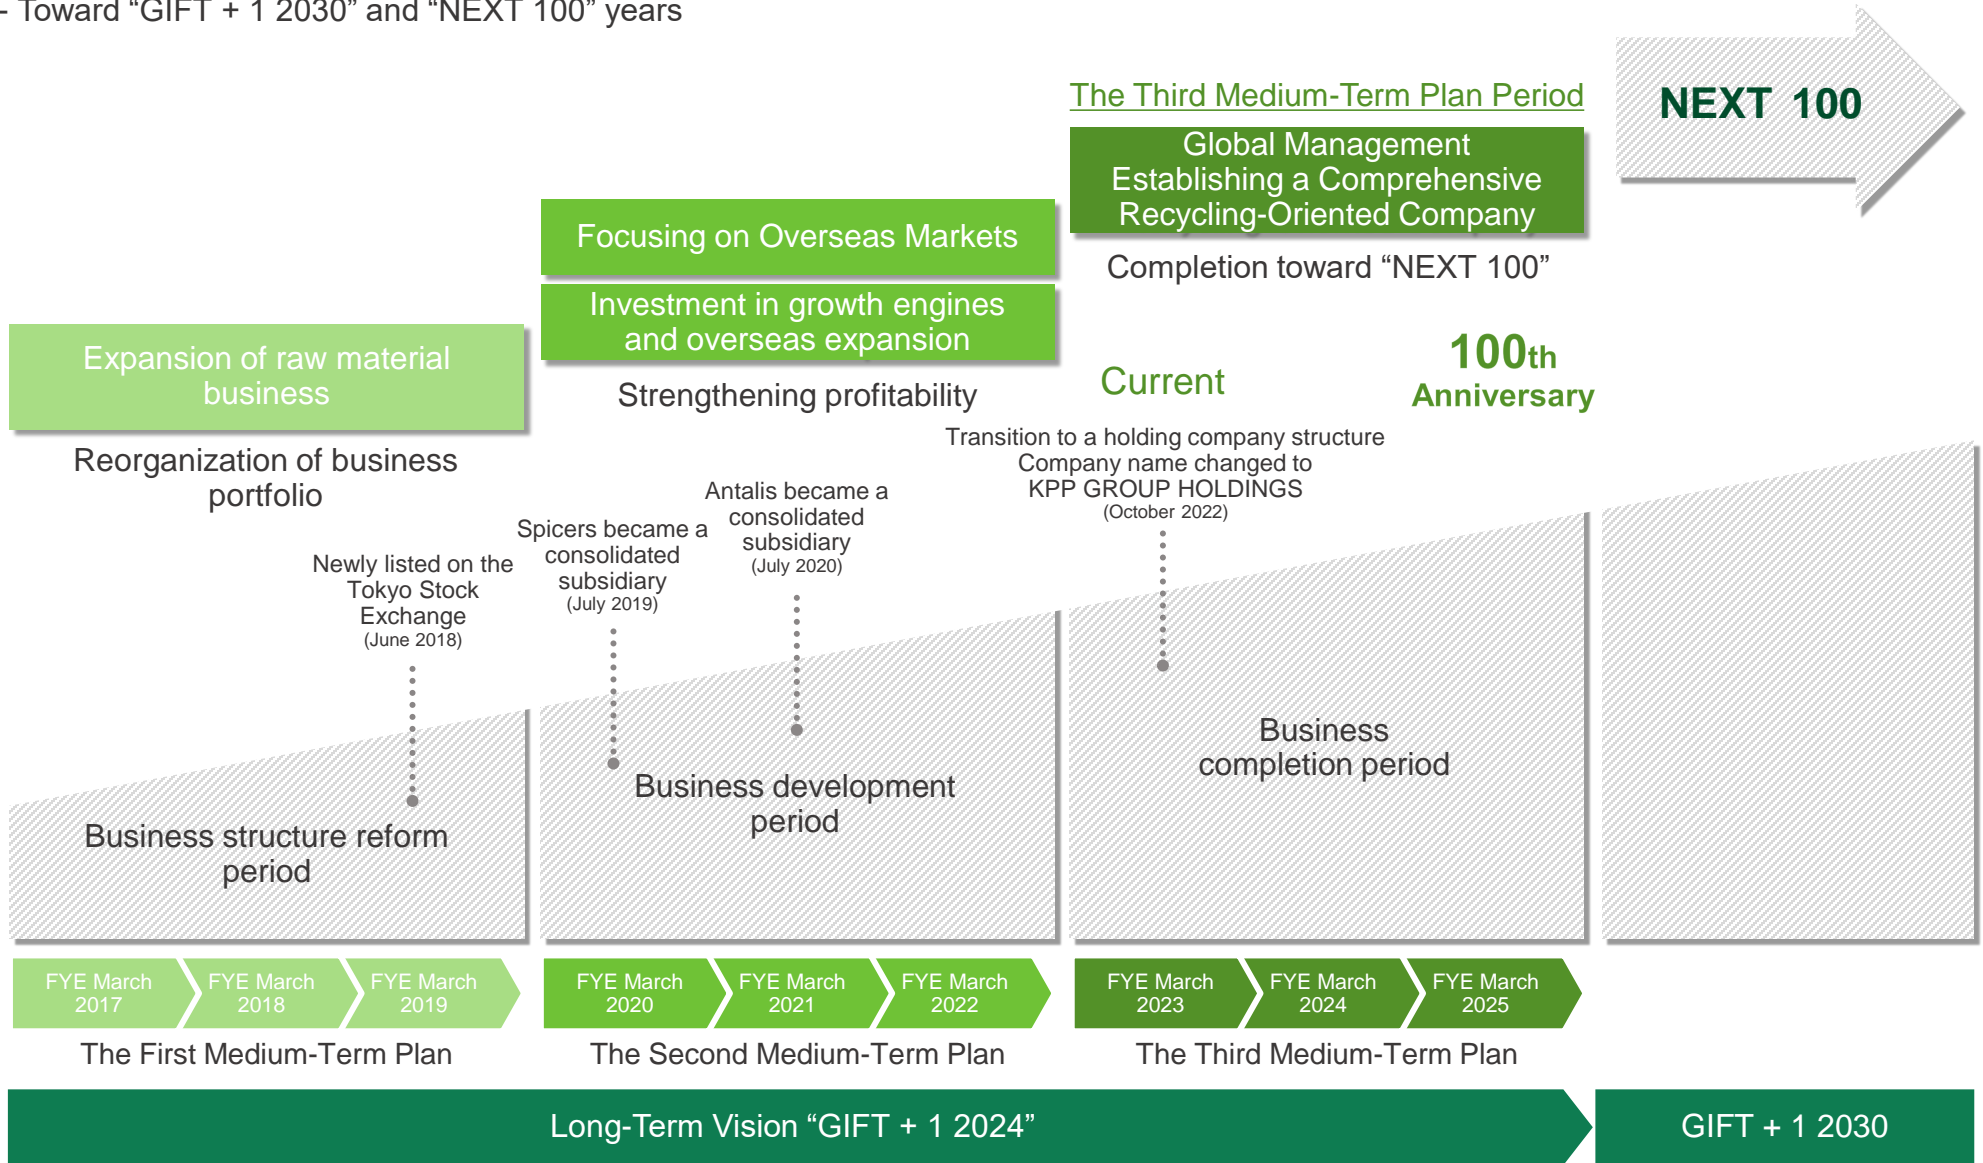 - Toward “GIFT + 1 2030” and “NEXT 100” years
NEXT 100
The Third Medium-Term Plan Period
Global Management
Establishing a Comprehensive
Recycling-Oriented Company
Completion toward “NEXT 100”
Focusing on Overseas Markets
Investment in growth engines
and overseas expansion
Strengthening profitability
Expansion of raw material
business
Reorganization of business
portfolio
Current
100th
Anniversary
Newly listed on the
Tokyo Stock
Exchange
(June 2018)
Spicers became a
consolidated
subsidiary
(July 2019)
Antalis became a
consolidated
subsidiary
(July 2020)
Transition to a holding company structure
Company name changed to
KPP GROUP HOLDINGS
(October 2022)
Business structure reform
period
Business development
period
Business
completion period
FYE March
2017
FYE March
2018
FYE March
2019
FYE March
2020
FYE March
2021
FYE March
2022
FYE March
2023
FYE March
2024
FYE March
2025
The First Medium-Term Plan
The Second Medium-Term Plan
The Third Medium-Term Plan
Long-Term Vision “GIFT + 1 2024”
GIFT + 1 2030